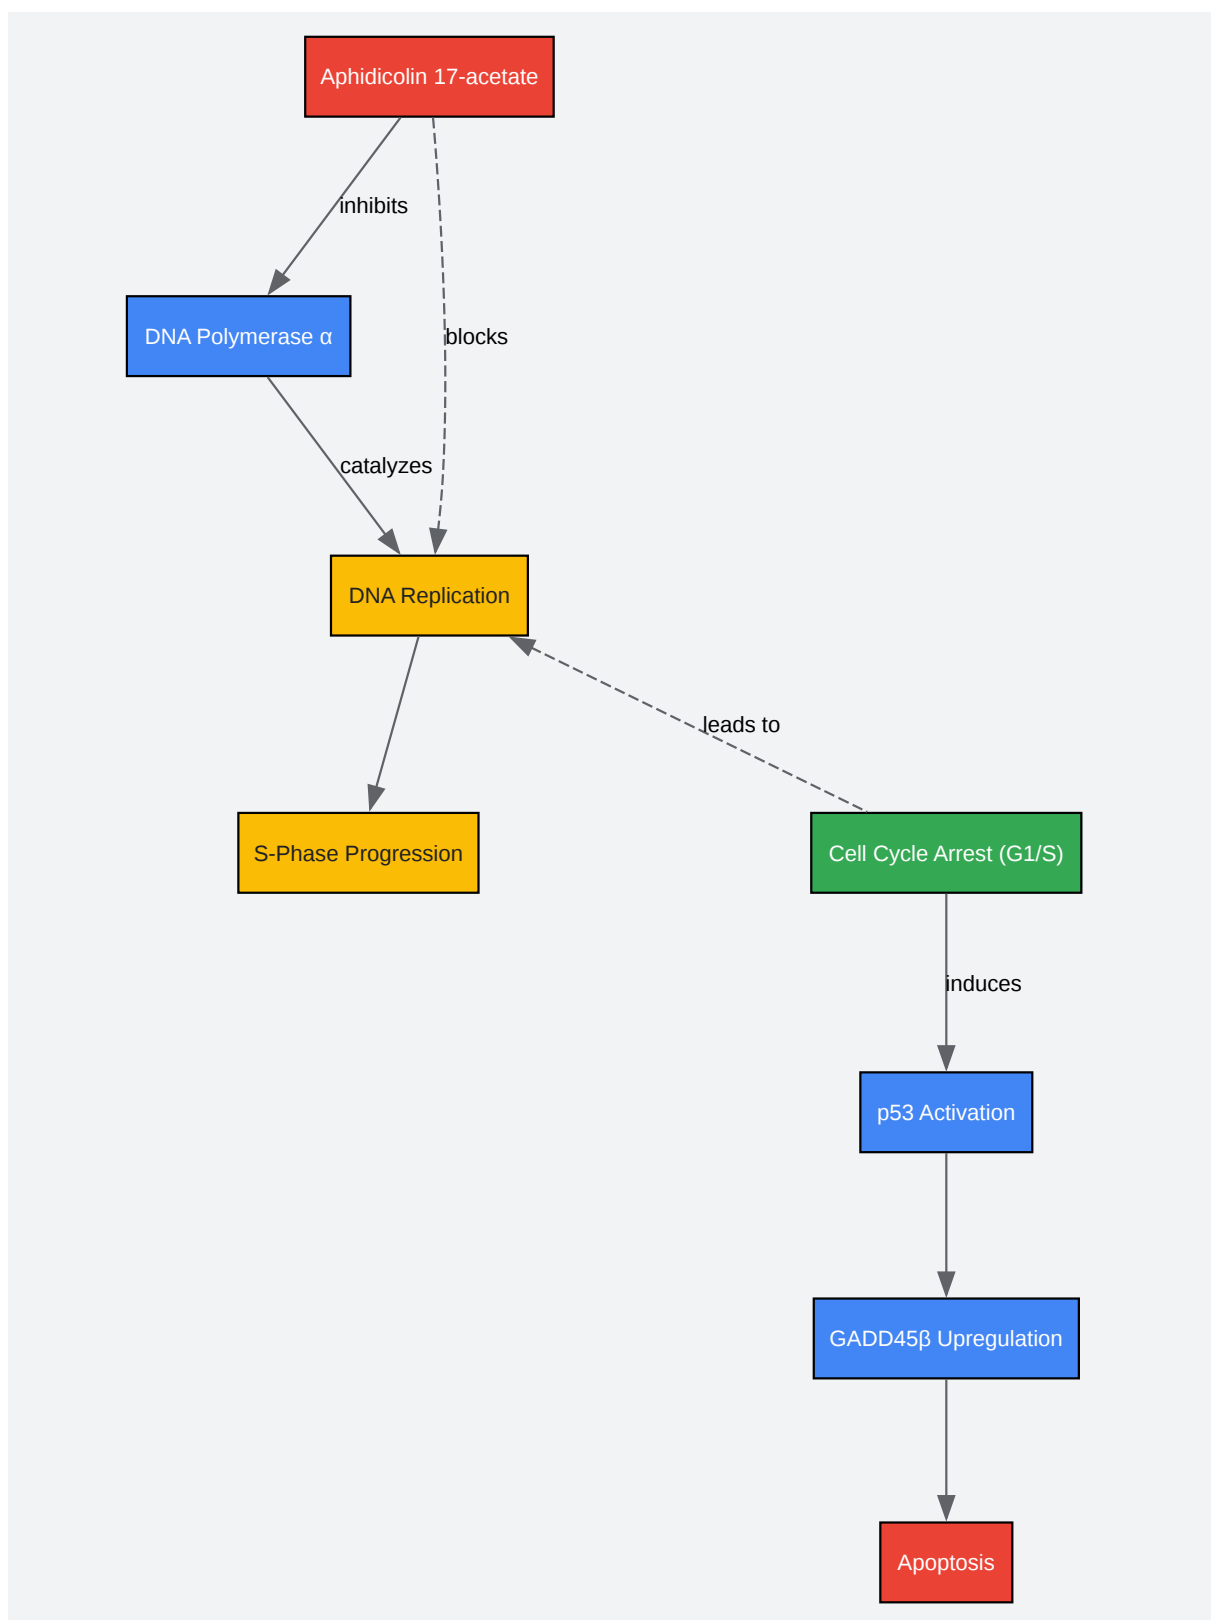 Aphidicolin 17-acetate
inhibits
DNA Polymerase α
blocks
catalyzes
DNA Replication
leads to
S-Phase Progression
Cell Cycle Arrest (G1/S)
induces
p53 Activation
GADD45β Upregulation
Apoptosis